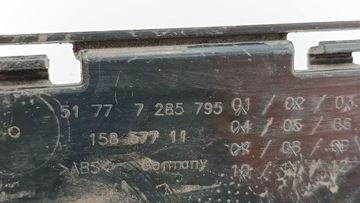 51 77 7 285 795 01 / 02 / 03
158 577 11 04 / 05 / 06
>ABS< Germany